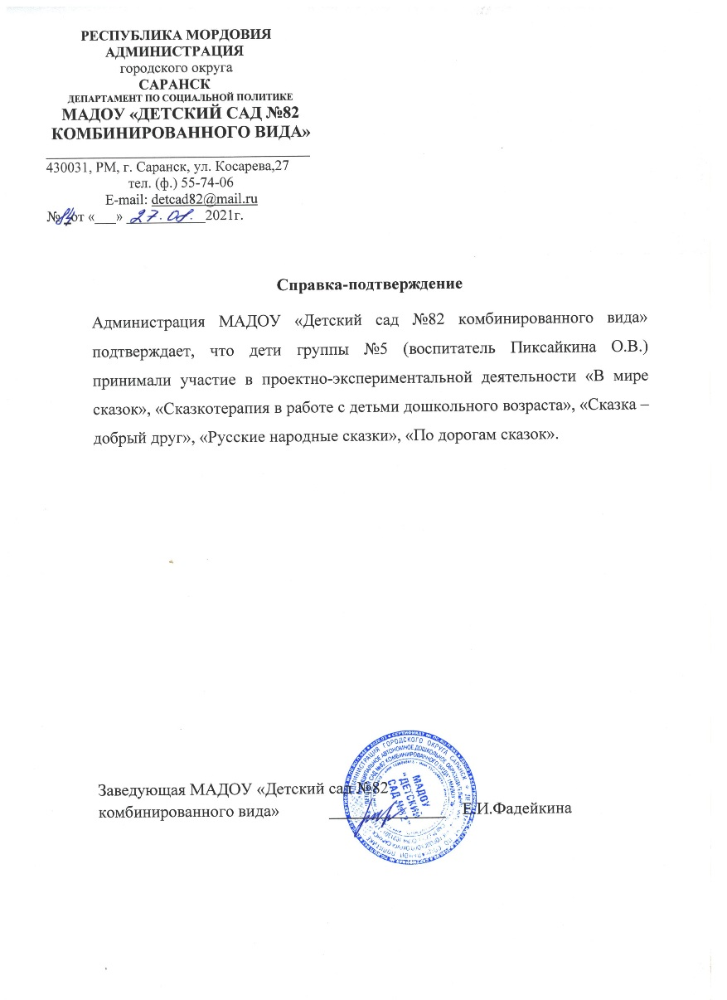 РЕСПУБЛИКА МОРДОВИЯ
АДМИНИСТРАЦИЯ
городского округа
САРАНСК
ДЕПАРТАМЕНТ ПО СОЦИАЛЬНОЙ ПОЛИТИКЕ
МАДОУ «ДЕТСКИЙ САД №82
КОМБИНИРОВАННОГО ВИДА»
430031, РМ, г. Саранск, ул. Косарева,27
тел. (ф.) 55-74-06
E-mail: detcad82@mail.ru
№ от «___» 27.08. 2021г.
Справка-подтверждение
Администрация МАДОУ «Детский сад №82 комбинированного вида»
подтверждает, что дети группы №5 (воспитатель Пиксайкина О.В.)
принимали участие в проектно-экспериментальной деятельности «В мире
сказок», «Сказкотерапия в работе с детьми дошкольного возраста», «Сказка –
добрый друг», «Русские народные сказки», «По дорогам сказок».
Заведующая МАДОУ «Детский сад №82
комбинированного вида» Е.И.Фадейкина
МАДОУ
"ДЕТСКИЙ
САД